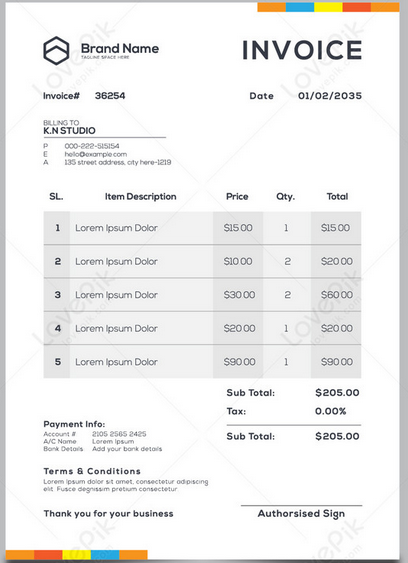 Brand Name
TAGLINE SPACE HERE
INVOICE
Invoice# 36254
Date 01/02/2035
BILLING TO
K.N STUDIO
P 000-222-515154
E hello@example.com
A 135 street address, city here-1219
SL. Item Description Price Qty. Total
1 Lorem Ipsum Dolor $15.00 1 $15.00
2 Lorem Ipsum Dolor $10.00 2 $20.00
3 Lorem Ipsum Dolor $30.00 2 $60.00
4 Lorem Ipsum Dolor $20.00 1 $20.00
5 Lorem Ipsum Dolor $90.00 1 $90.00
Sub Total: $205.00
Tax: 0.00%
Sub Total: $205.00
Payment Info:
Account # 2105 2565 2425
A/C Name Lorem Ipsum
Bank Details Add your bank details
Terms & Conditions
Lorem ipsum dolor sit amet, consectetur adipiscing
elit. Fusce degnissim pretium consectetur
Thank you for your business
Authorsised Sign
LovePik